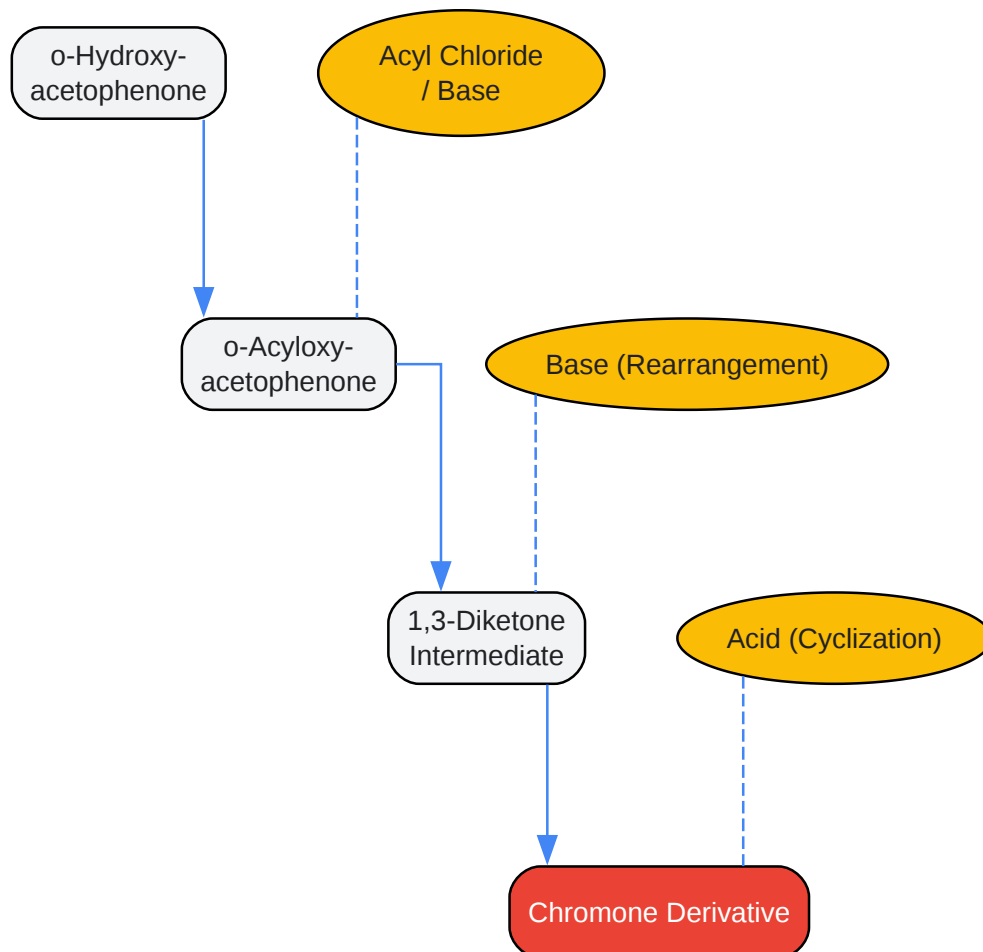 o-Hydroxy-
acetophenone
Acyl Chloride
/ Base
o-Acyloxy-
acetophenone
Base (Rearrangement)
1,3-Diketone
Intermediate
Acid (Cyclization)
Chromone Derivative